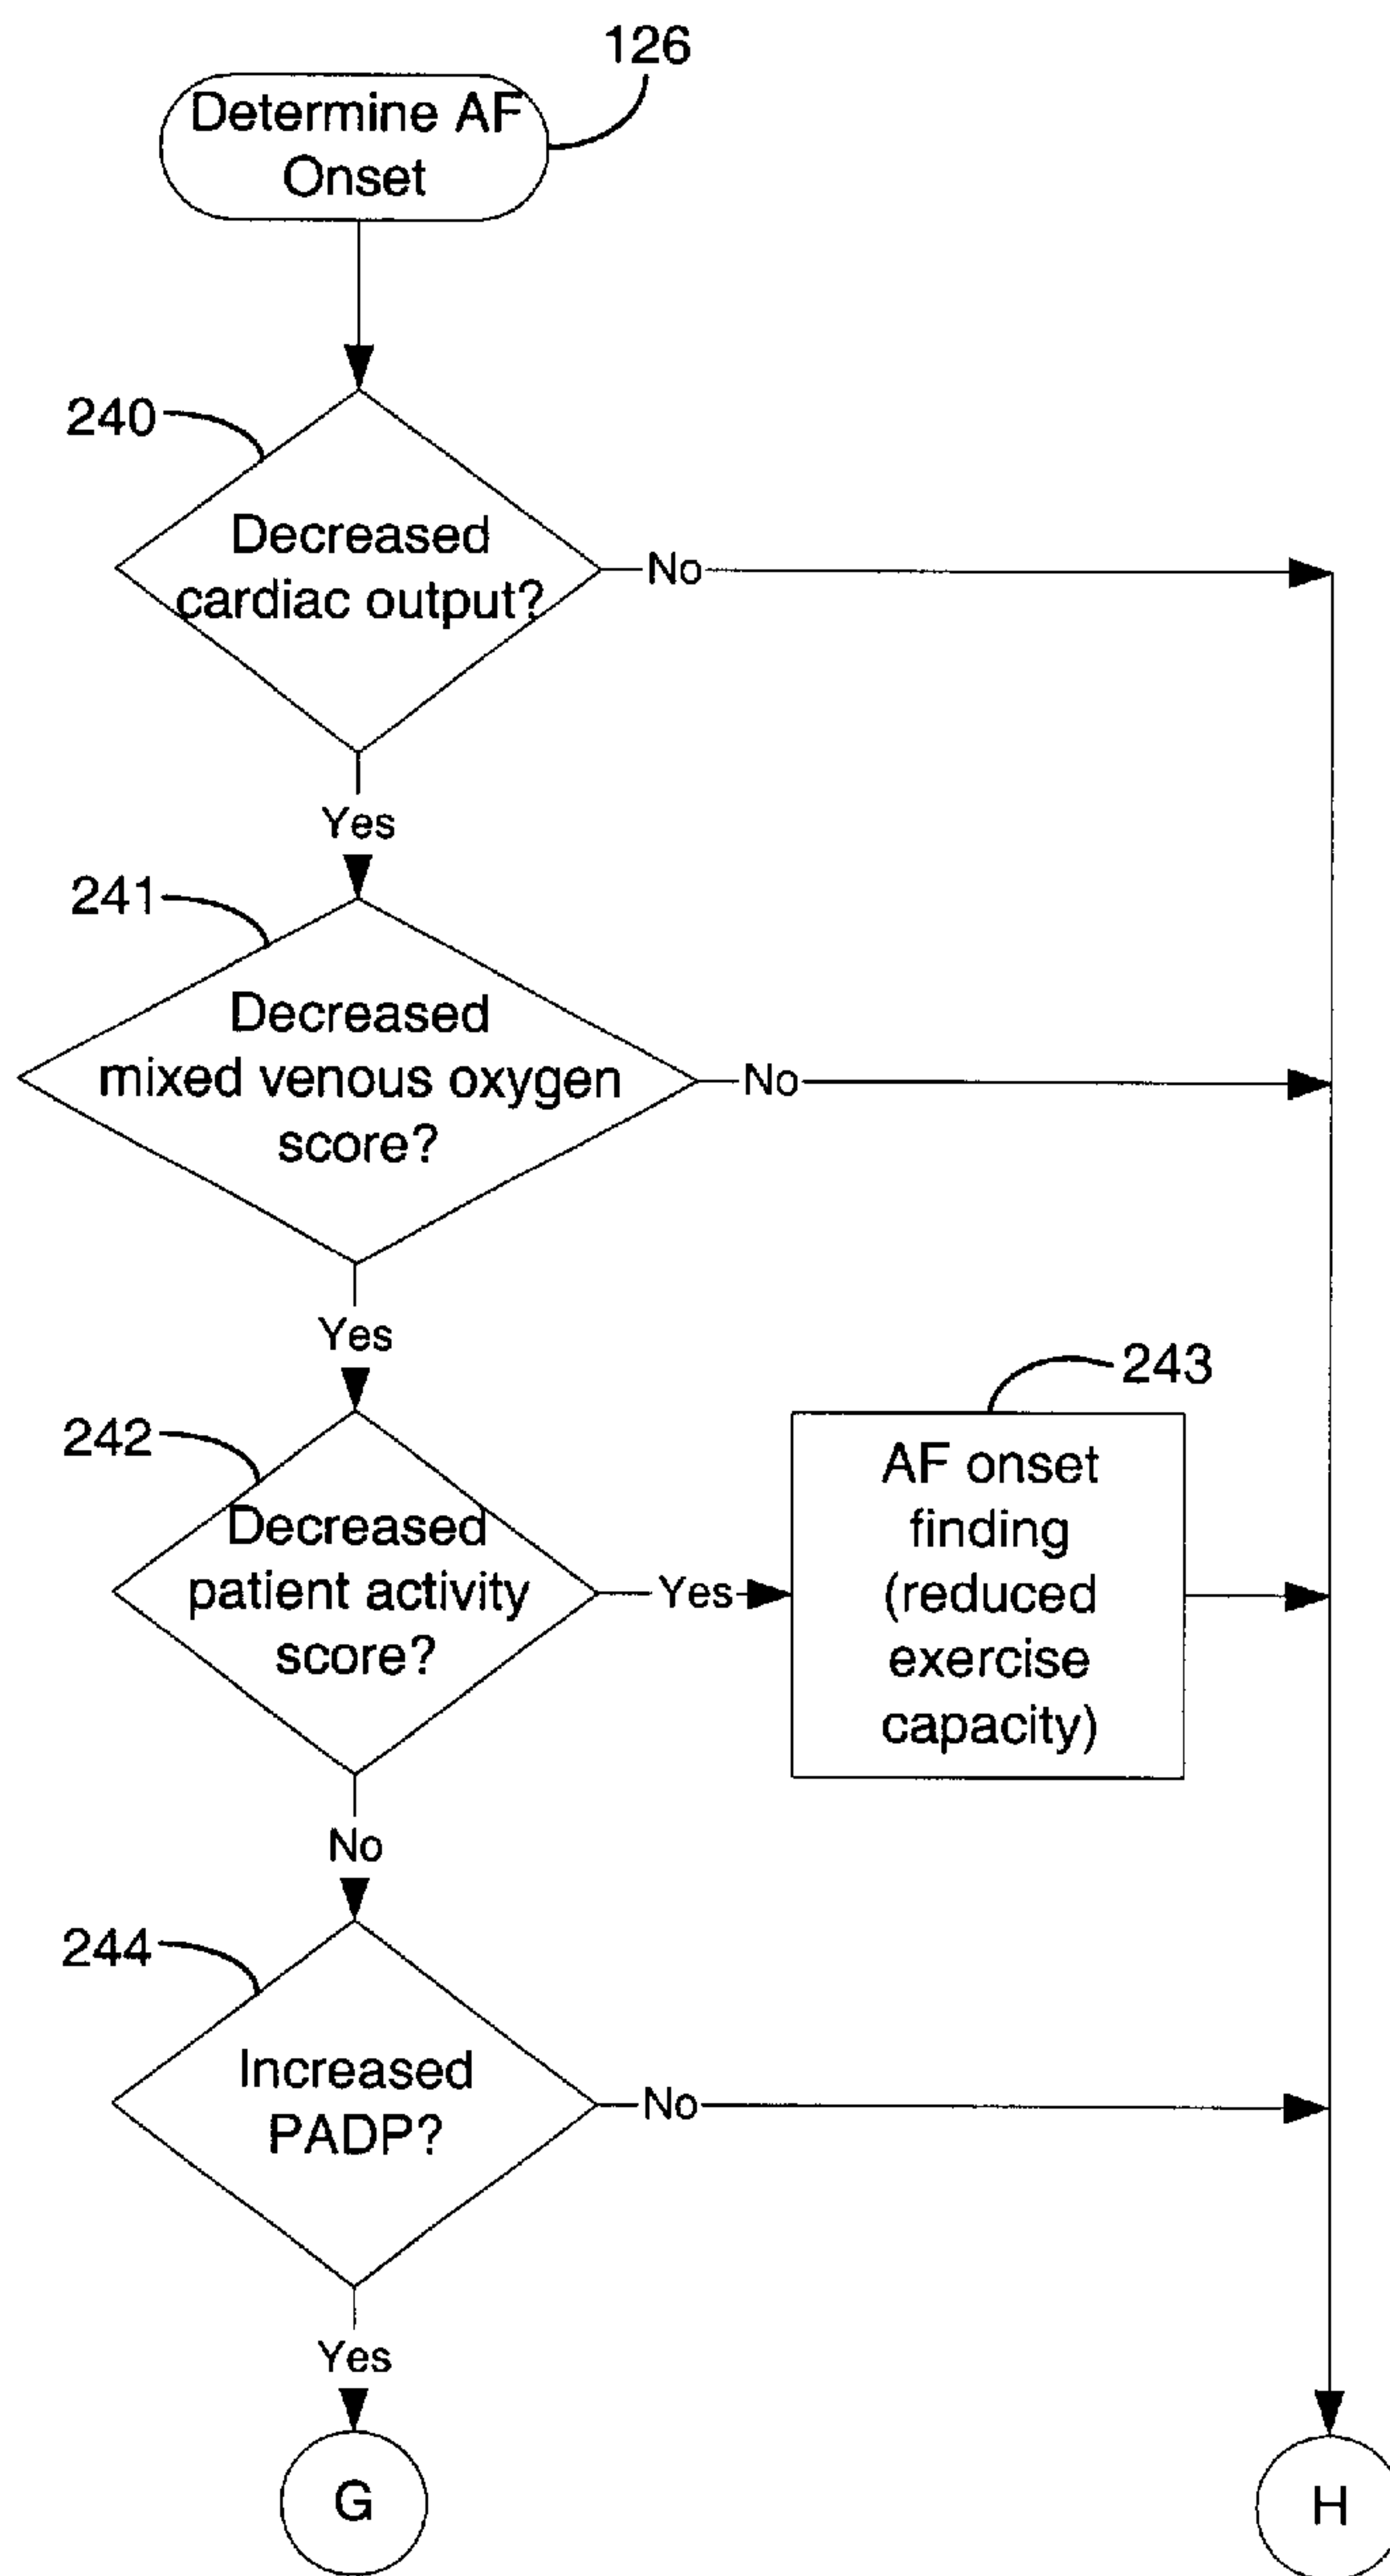 126
Determine AF
Onset
240
Decreased
cardiac output?
No
Yes
241
Decreased
mixed venous oxygen
score?
No
Yes
242
Decreased
patient activity
score?
Yes
243
AF onset
finding
(reduced
exercise
capacity)
No
244
Increased
PADP?
No
Yes
G
H